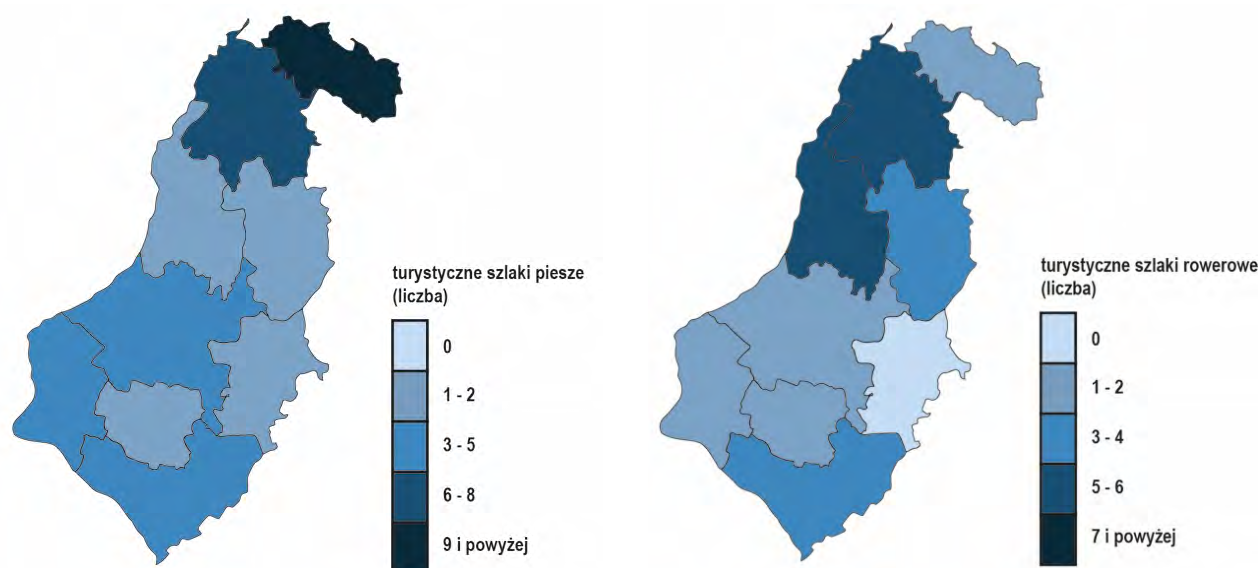 turystyczne szlaki piesze
(liczba)
0
1 - 2
3 - 5
6 - 8
9 i powyżej
turystyczne szlaki rowerowe
(liczba)
0
1 - 2
3 - 4
5 - 6
7 i powyżej